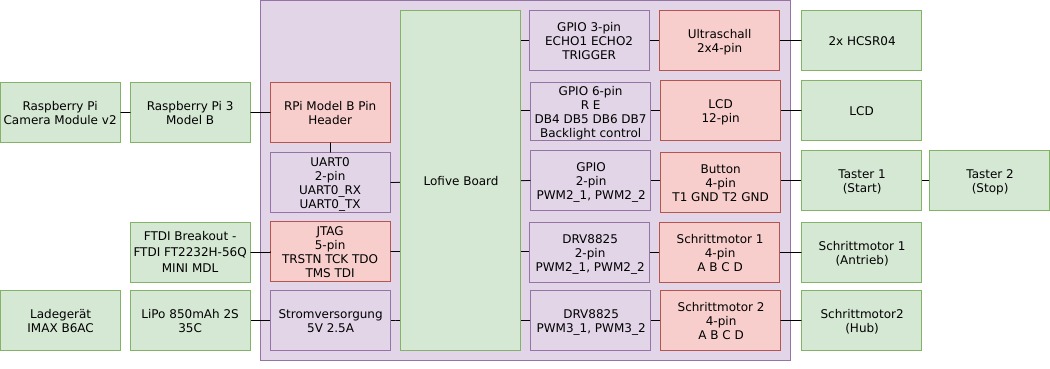 Raspberry Pi
Camera Module v2
Raspberry Pi 3
Model B
RPi Model B Pin
Header
UART0
2-pin
UART0_RX
UART0_TX
FTDI Breakout -
FTDI FT2232H-56Q
MINI MDL
JTAG
5-pin
TRSTN TCK TDO
TMS TDI
Ladegerät
IMAX B6AC
LiPo 850mAh 2S
35C
Stromversorgung
5V 2.5A
Lofive Board
GPIO 3-pin
ECHO1 ECHO2
TRIGGER
Ultraschall
2x4-pin
2x HCSR04
GPIO 6-pin
R E
DB4 DB5 DB6 DB7
Backlight control
LCD
12-pin
LCD
GPIO
2-pin
PWM2_1, PWM2_2
Button
4-pin
T1 GND T2 GND
Taster 1
(Start)
Taster 2
(Stop)
DRV8825
2-pin
PWM2_1, PWM2_2
Schrittmotor 1
4-pin
A B C D
Schrittmotor 1
(Antrieb)
DRV8825
PWM3_1, PWM3_2
Schrittmotor 2
4-pin
A B C D
Schrittmotor2
(Hub)